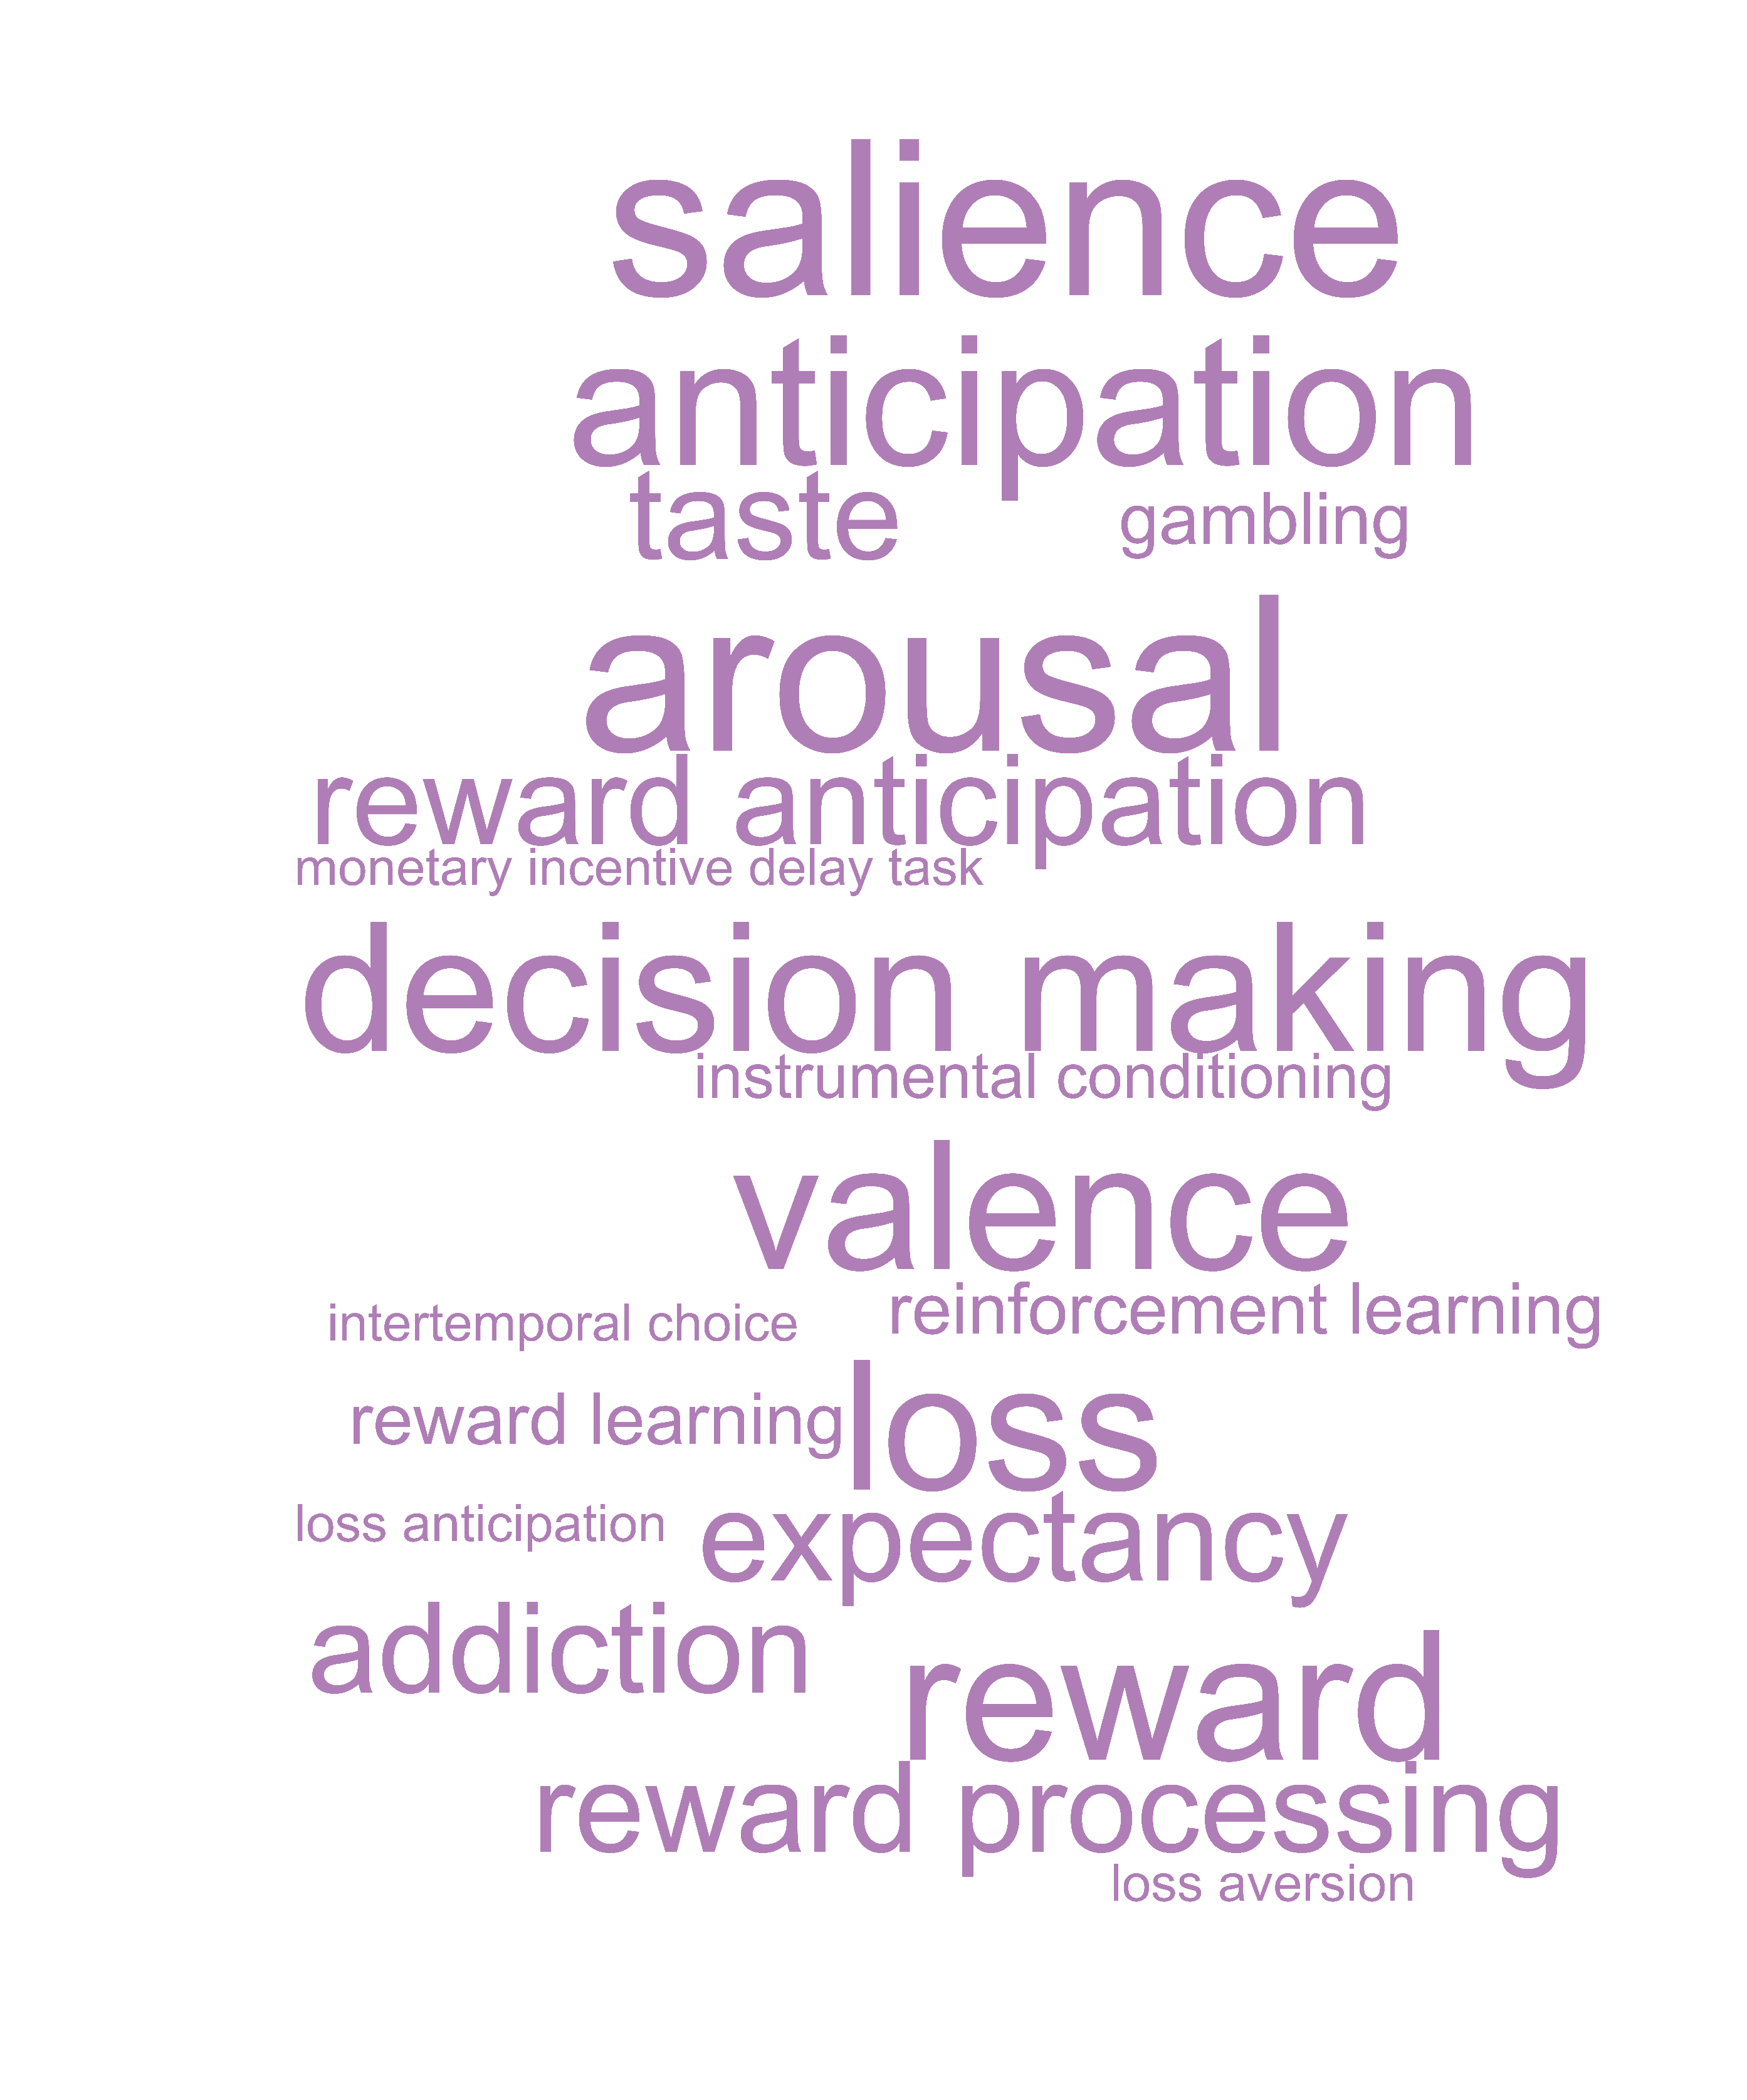 salience
anticipation
taste gambling
arousal
reward anticipation
monetary incentive delay task
decision making
instrumental conditioning
valence
intertemporal choice reinforcement learning
reward learning loss
loss anticipation expectancy
addiction reward
reward processing
loss aversion